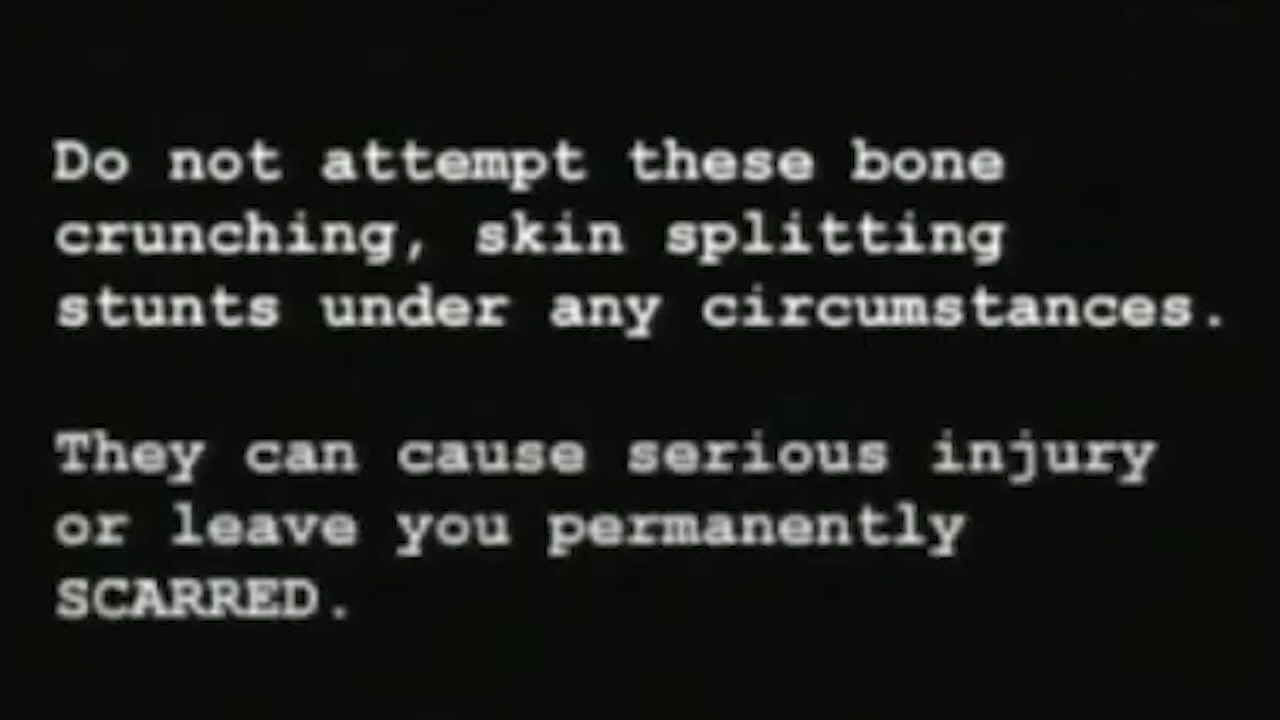 Do not attempt these bone
crunching, skin splitting
stunts under any circumstances.
They can cause serious injury
or leave you permanently
SCARRED.